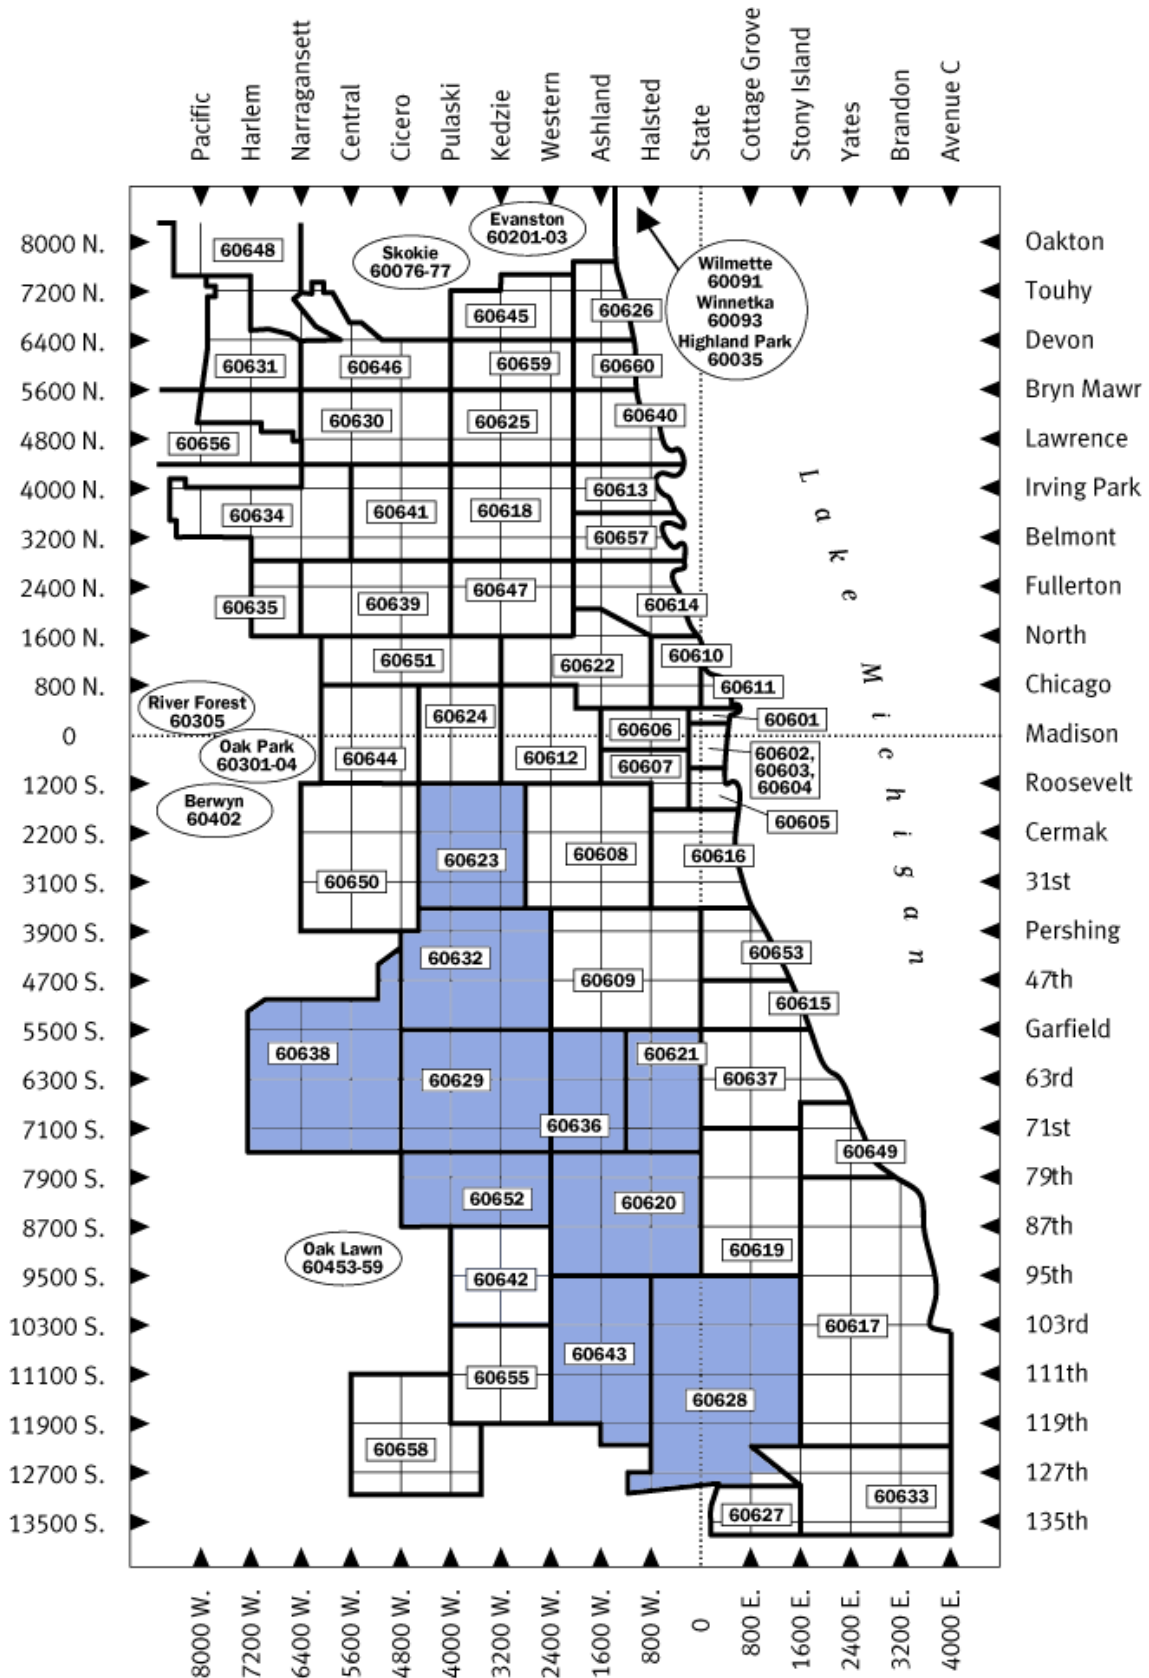 Pacific
Harlem
Narragansett
Central
Cicero
Pulaski
Kedzie
Western
Ashland
Halsted
State
Cottage Grove
Stony Island
Yates
Brandon
Avenue C
8000 N.
7200 N.
6400 N.
5600 N.
4800 N.
4000 N.
3200 N.
2400 N.
1600 N.
800 N.
0
1200 S.
2200 S.
3100 S.
3900 S.
4700 S.
5500 S.
6300 S.
7100 S.
7900 S.
8700 S.
9500 S.
10300 S.
11100 S.
11900 S.
12700 S.
13500 S.
Evanston
60201-03
Skokie
60076-77
60648
Wilmette
60091
Winnetka
60093
Highland Park
60035
60645
60626
60631
60646
60659
60660
60630
60625
60640
60656
60634
60641
60618
60613
60657
60635
60639
60647
60614
60651
60622
60610
60611
River Forest
60305
60624
60606
60601
Oak Park
60301-04
60644
60612
60607
60602,
60603,
60604
Berwyn
60402
60605
60623
60608
60616
60650
60632
60609
60653
60615
60638
60629
60621
60637
60636
60649
60652
60620
Oak Lawn
60453-59
60642
60619
60643
60617
60655
60628
60658
60633
60627
Lake Michigan
Oakton
Touhy
Devon
Bryn Mawr
Lawrence
Irving Park
Belmont
Fullerton
North
Chicago
Madison
Roosevelt
Cermak
31st
Pershing
47th
Garfield
63rd
71st
79th
87th
95th
103rd
111th
119th
127th
135th
8000 W.
7200 W.
6400 W.
5600 W.
4800 W.
4000 W.
3200 W.
2400 W.
1600 W.
800 W.
0
800 E.
1600 E.
2400 E.
3200 E.
4000 E.